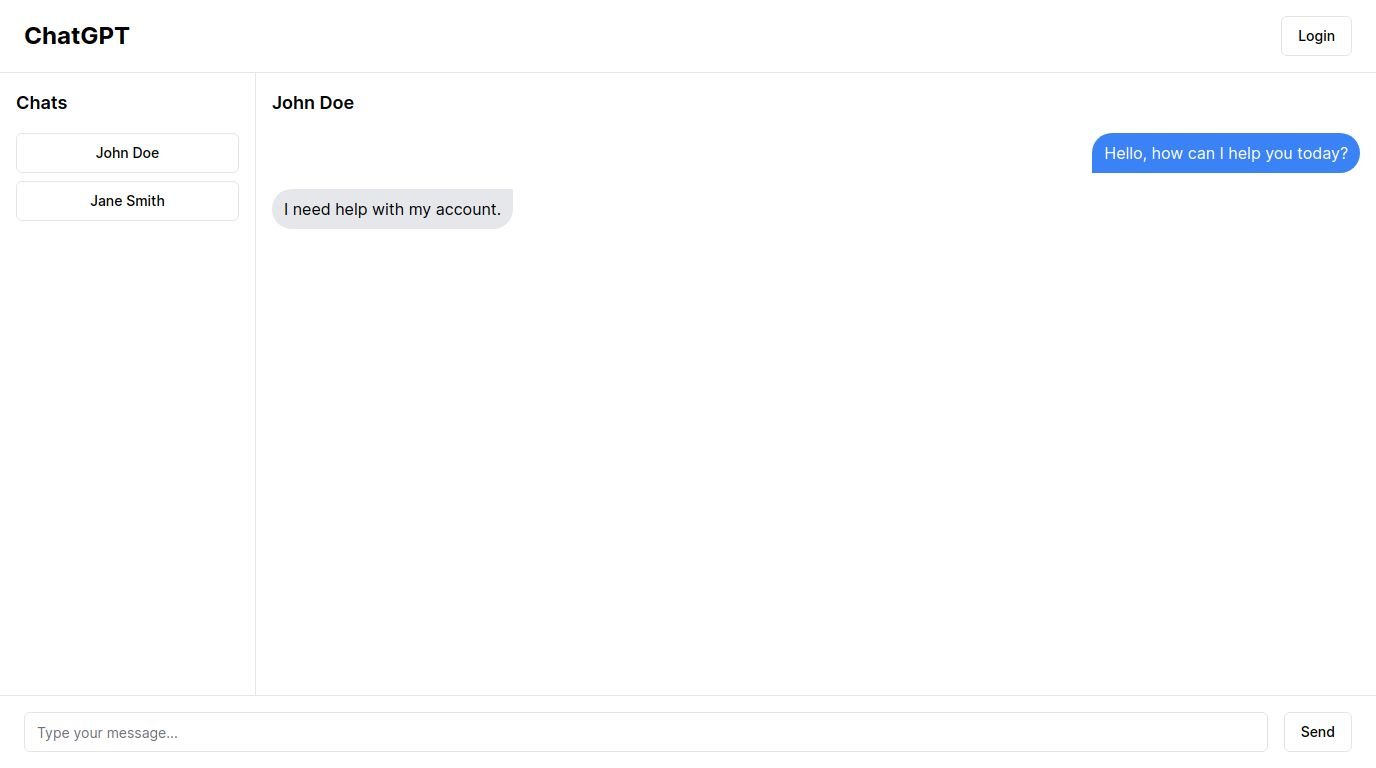 ChatGPT
Login
Chats
John Doe
Jane Smith
John Doe
Hello, how can I help you today?
I need help with my account.
Type your message...
Send